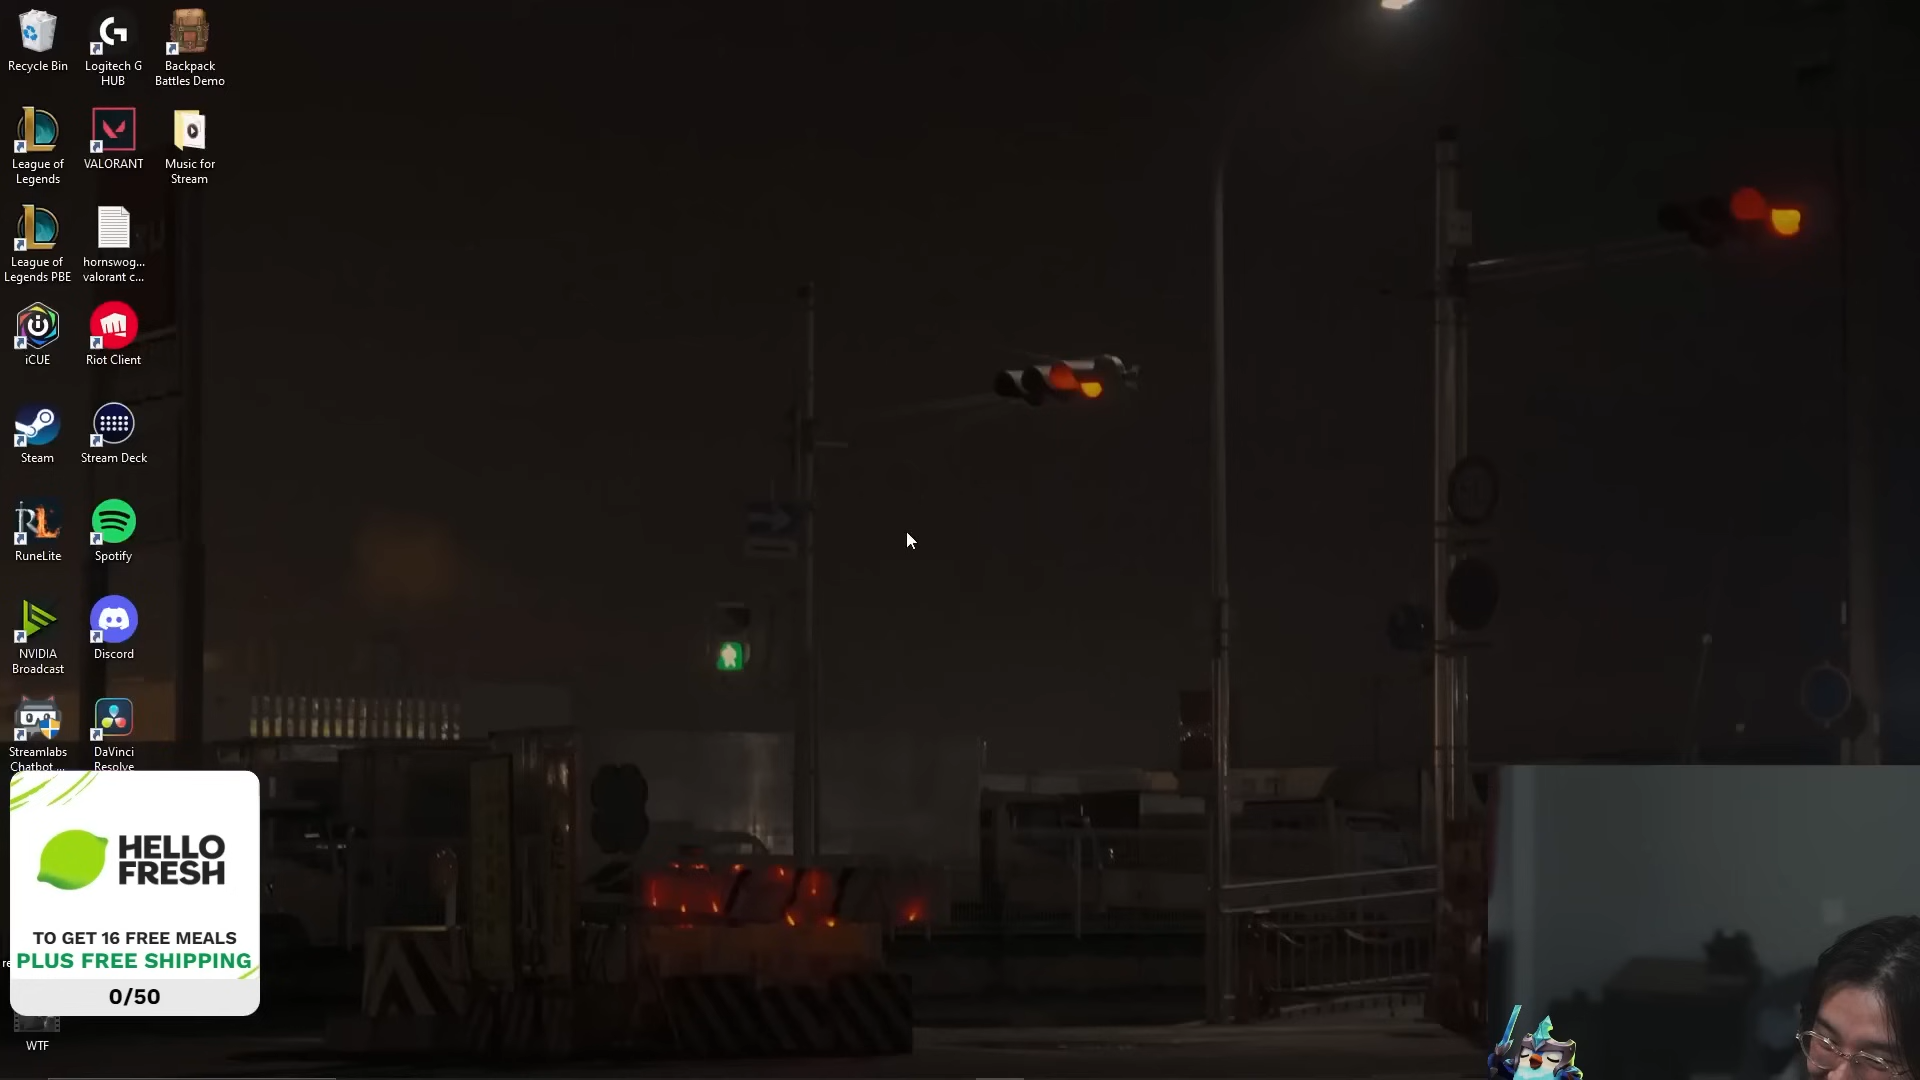 Recycle Bin
Logitech G
HUB
Backpack
Battles Demo
League of
Legends
VALORANT
Music for
Stream
League of
Legends PBE
hornswog...
valorant c...
iCUE
Riot Client
Steam
Stream Deck
RuneLite
Spotify
NVIDIA
Broadcast
Discord
Streamlabs
Chatbot ...
DaVinci
Resolve
HELLO
FRESH
TO GET 16 FREE MEALS
PLUS FREE SHIPPING
0/50
WTF